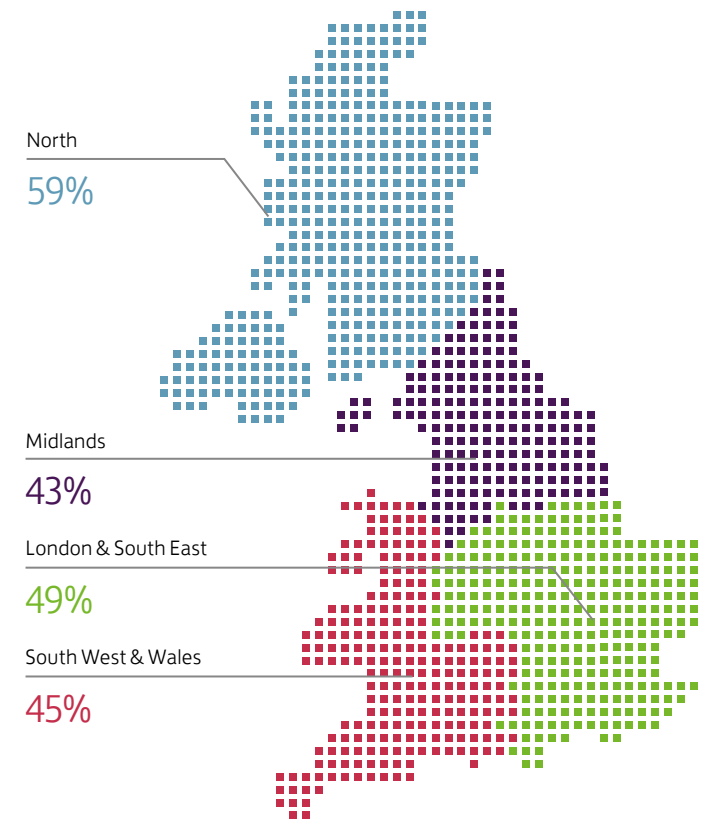 North
59%
Midlands
43%
London & South East
49%
South West & Wales
45%